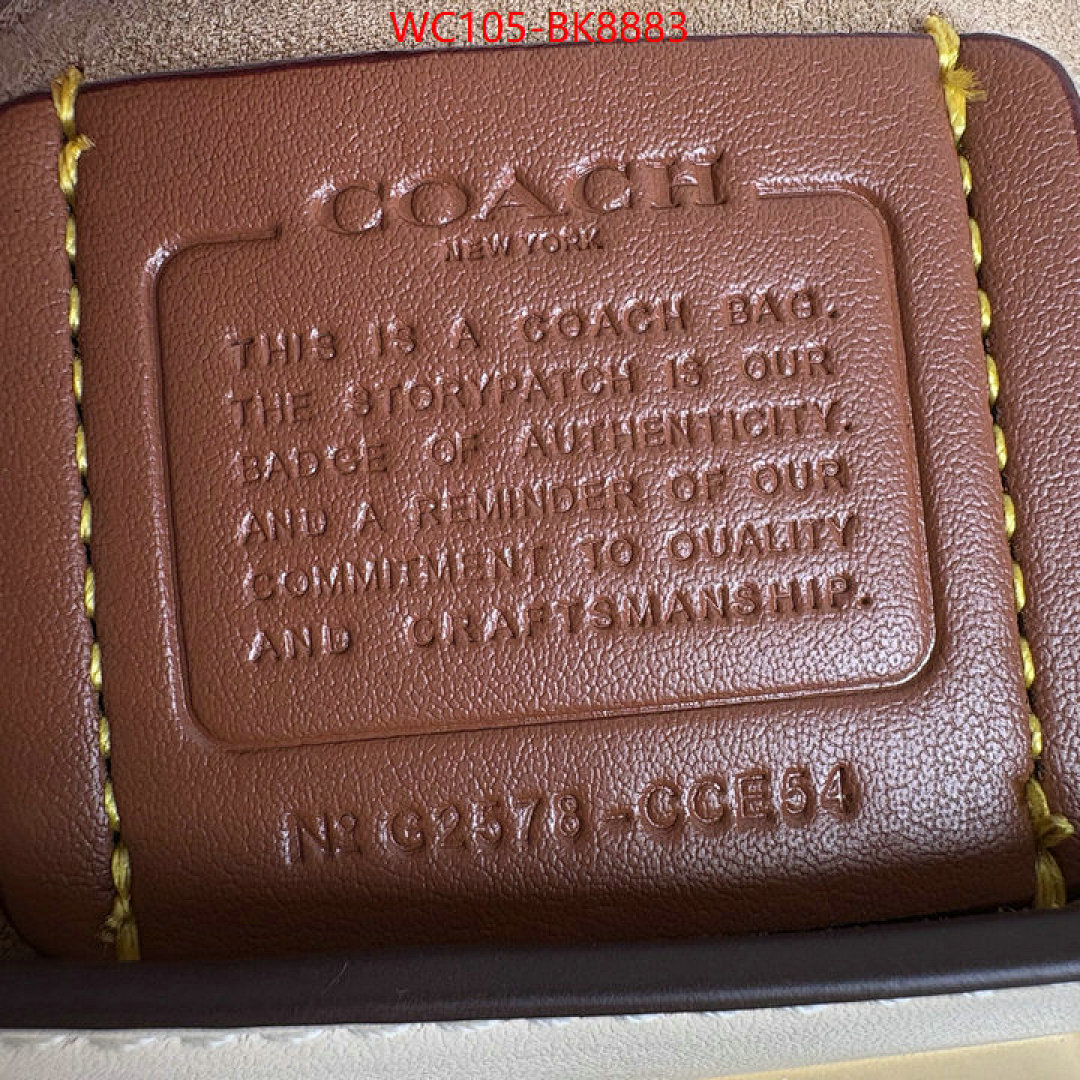 WC105-BK8883
COACH
NEW YORK
THIS IS A COACH BAG.
THE STORYPATCH IS OUR
BADGE OF AUTHENTICITY.
AND A REMINDER OF OUR
COMMITMENT TO QUALITY
AND CRAFTSMANSHIP.
Nº C2578-CCE54